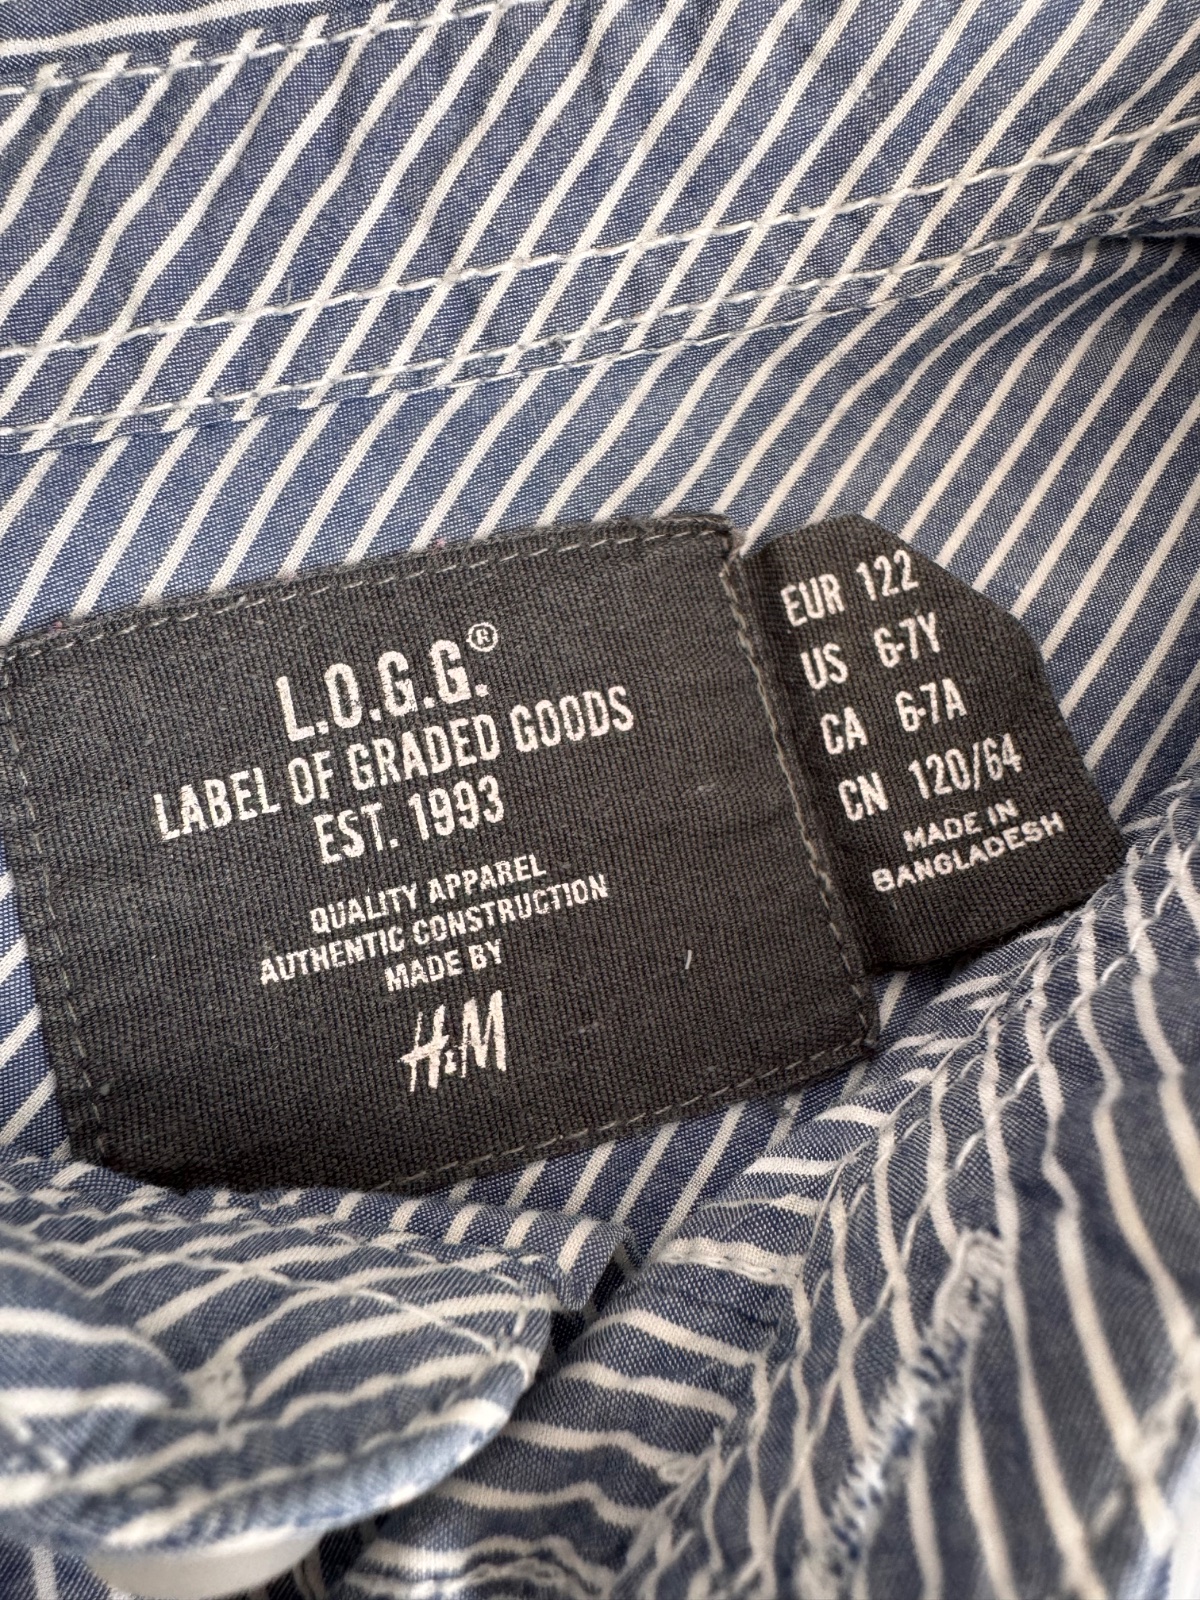 L.O.G.G.®
LABEL OF GRADED GOODS
EST. 1993
QUALITY APPAREL
AUTHENTIC CONSTRUCTION
MADE BY
H&M
EUR 122
US 6-7Y
CA 6-7A
CN 120/64
MADE IN
BANGLADESH